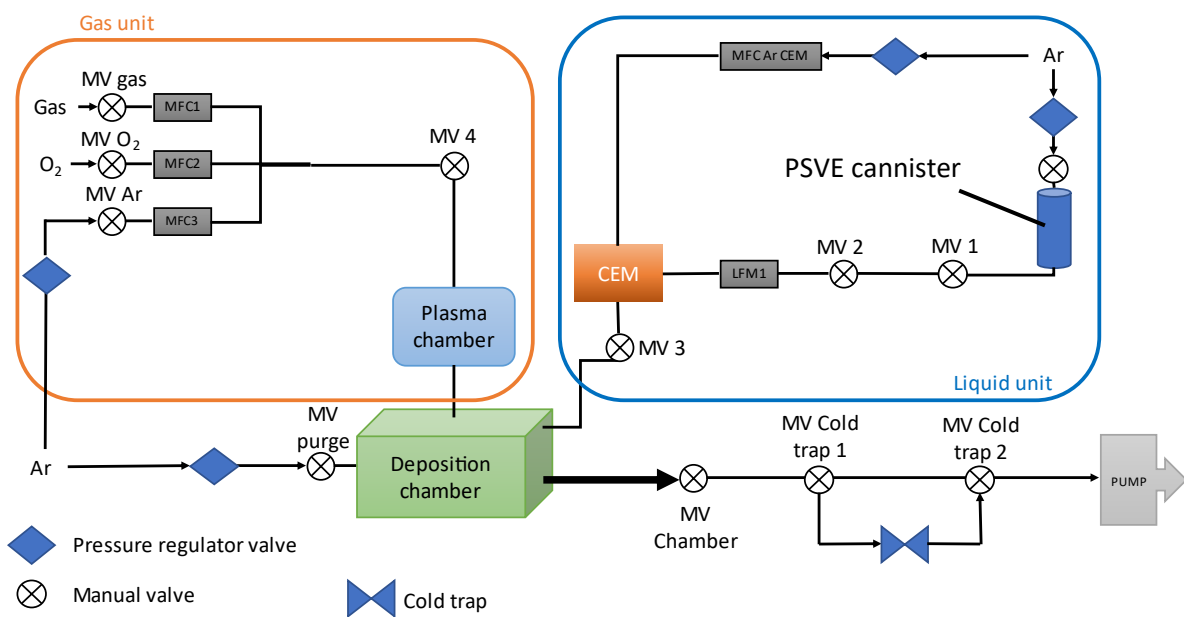 Gas unit
MV gas
Gas
MFC1
MV O₂
O₂
MFC2
MV Ar
MFC3
MV 4
Plasma
chamber
MFC Ar CEM
Ar
PSVE cannister
CEM
LFM1
MV 2
MV 1
MV 3
Liquid unit
Ar
MV
purge
Deposition
chamber
MV
Chamber
MV Cold
trap 1
MV Cold
trap 2
PUMP
Pressure regulator valve
Manual valve
Cold trap